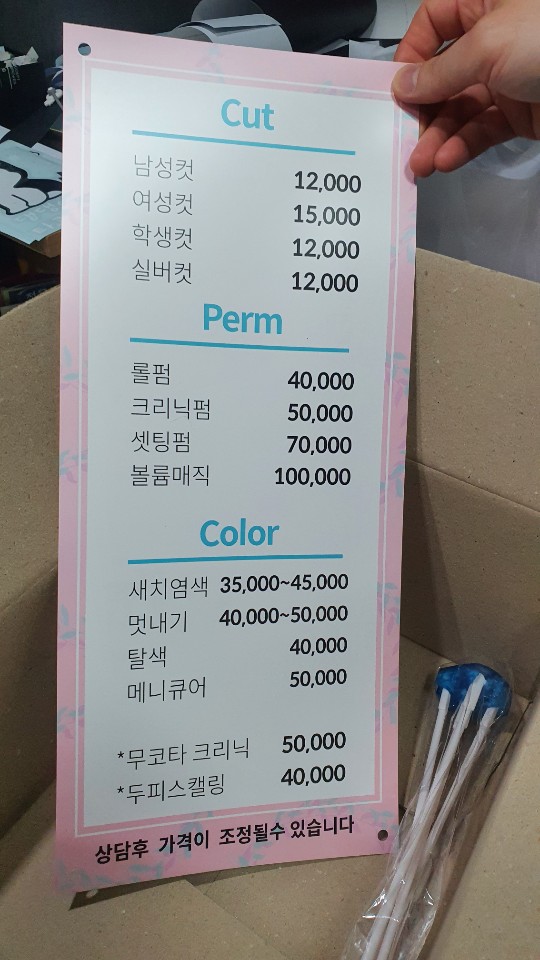 Cut
남성컷 12,000
여성컷 15,000
학생컷 12,000
실버컷 12,000
Perm
롤펌 40,000
크리닉펌 50,000
셋팅펌 70,000
볼륨매직 100,000
Color
새치염색 35,000~45,000
멋내기 40,000~50,000
탈색 40,000
메니큐어 50,000
*무코타 크리닉 50,000
*두피스캘링 40,000
상담후 가격이 조정될수 있습니다